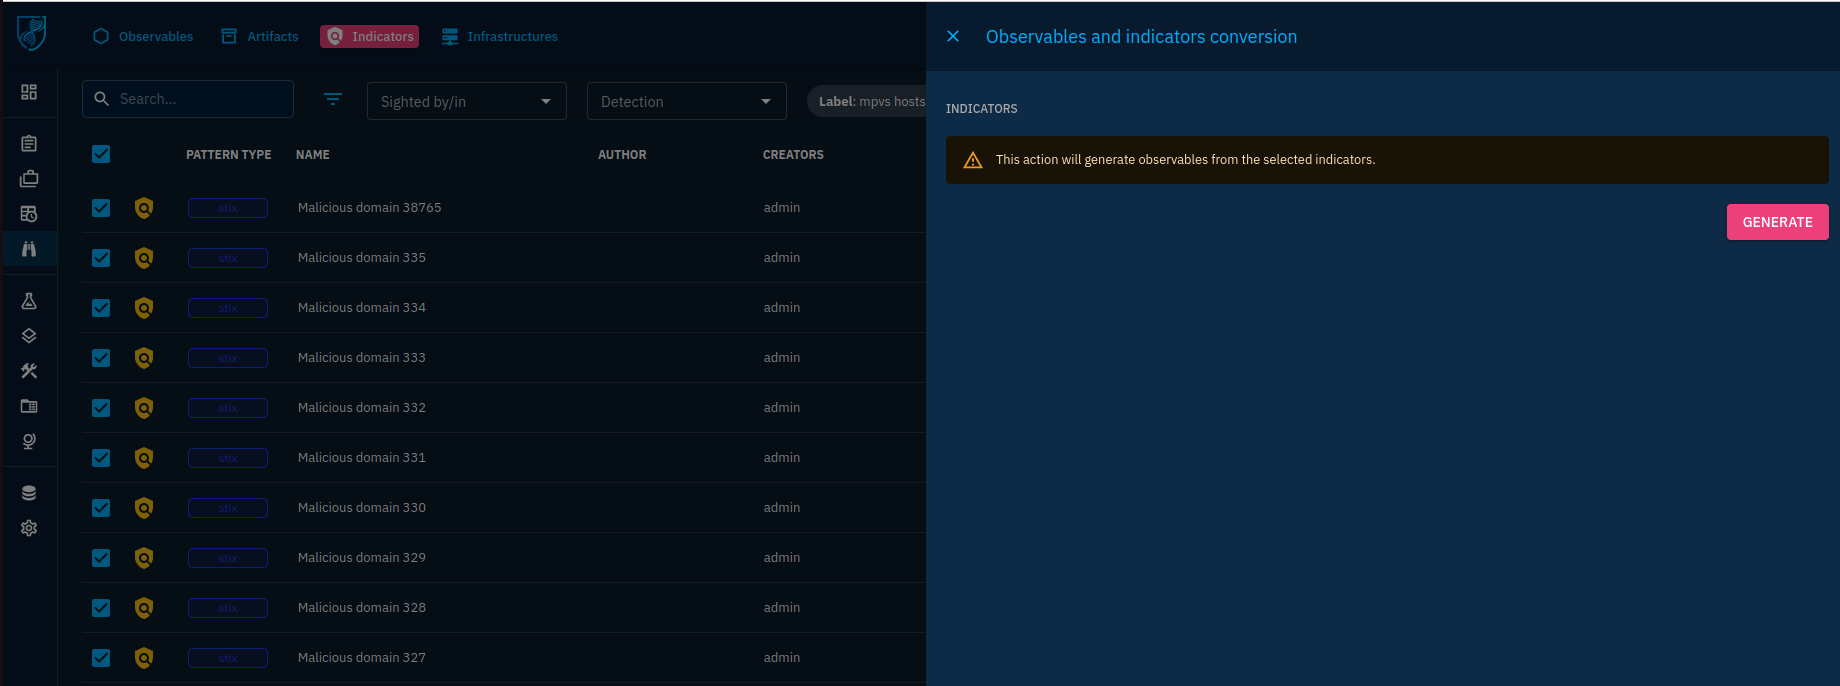 Observables Artifacts Indicators Infrastructures
Observables and indicators conversion
Search... Sighted by/in Detection Label: mpvs hosts
INDICATORS
This action will generate observables from the selected indicators.
GENERATE
PATTERN TYPE NAME AUTHOR CREATORS
stix Malicious domain 38765 admin
stix Malicious domain 335 admin
stix Malicious domain 334 admin
stix Malicious domain 333 admin
stix Malicious domain 332 admin
stix Malicious domain 331 admin
stix Malicious domain 330 admin
stix Malicious domain 329 admin
stix Malicious domain 328 admin
stix Malicious domain 327 admin